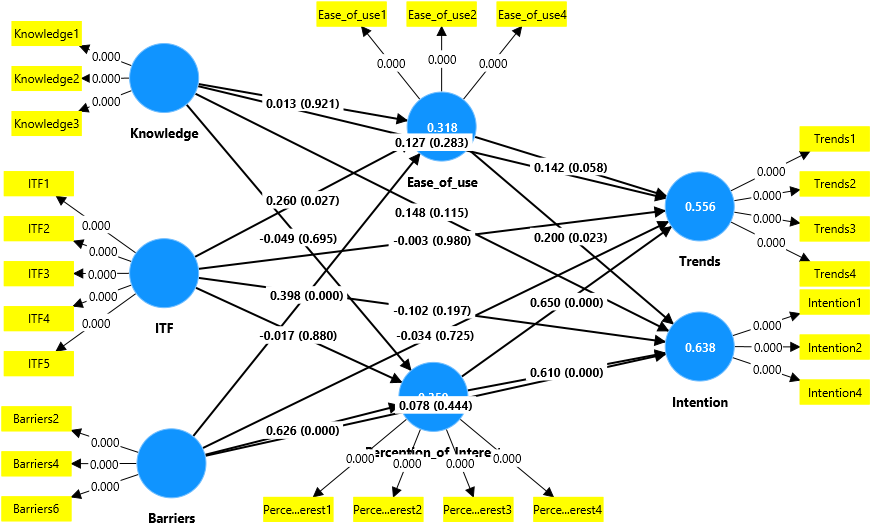 Ease_of_use1
Ease_of_use2
Ease_of_use4
Knowledge1
Knowledge2
Knowledge3
0.000
0.000
0.000
0.000
0.000
0.000
Knowledge
0.013 (0.921)
0.318
0.127 (0.283)
Ease_of_use
0.142 (0.058)
Trends1
Trends2
Trends3
Trends4
0.000
0.000
0.000
0.000
0.556
Trends
ITF1
ITF2
ITF3
ITF4
ITF5
0.000
0.000
0.000
0.000
0.000
ITF
0.260 (0.027)
0.148 (0.115)
-0.049 (0.695)
-0.003 (0.980)
0.200 (0.023)
0.398 (0.000)
-0.102 (0.197)
0.650 (0.000)
-0.017 (0.880)
-0.034 (0.725)
0.610 (0.000)
Intention1
Intention2
Intention4
0.000
0.000
0.000
0.638
Intention
0.078 (0.444)
0.626 (0.000)
Barriers2
Barriers4
Barriers6
0.000
0.000
0.000
Barriers
0.000
0.000
0.000
0.000
Perce...erest1
Perce...erest2
Perce...erest3
Perce...erest4